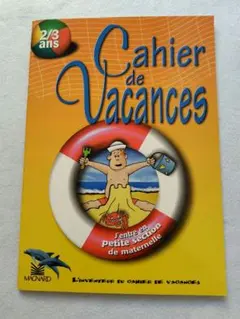 2/3
ans
Cahier
de
Vacances
J'entre en
petite section
de maternelle
MAGNARD
L'inventeur du cahier de vacances